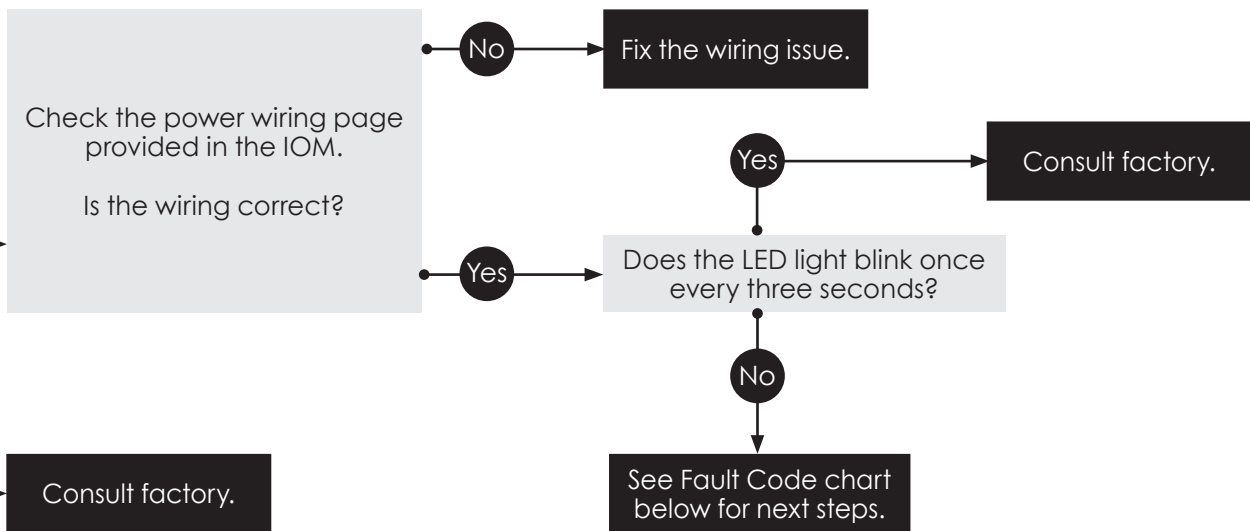 Check the power wiring page
provided in the IOM.
Is the wiring correct?
No
Fix the wiring issue.
Yes
Does the LED light blink once
every three seconds?
Yes
Consult factory.
No
See Fault Code chart
below for next steps.
Consult factory.